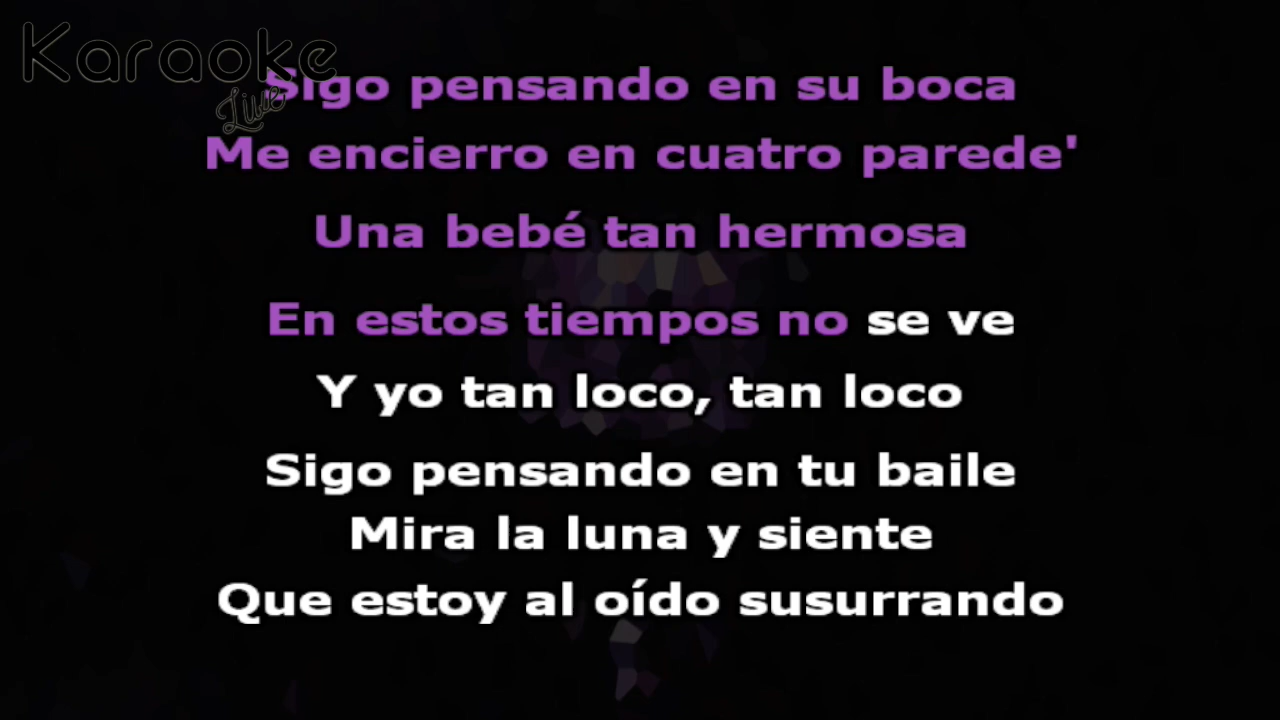 Karaoke
Live
Sigo pensando en su boca
Me encierro en cuatro parede'
Una bebé tan hermosa
En estos tiempos no se ve
Y yo tan loco, tan loco
Sigo pensando en tu baile
Mira la luna y siente
Que estoy al oído susurrando